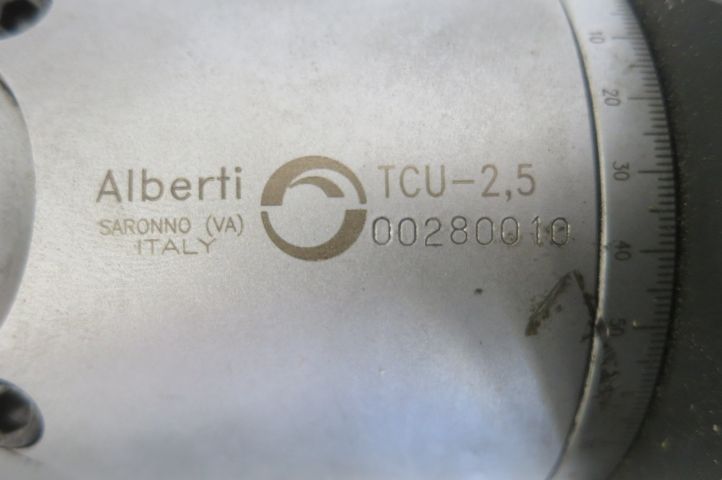 Alberti
SARONNO (VA)
ITALY
TCU-2,5
00280010
10
20
30
40
50